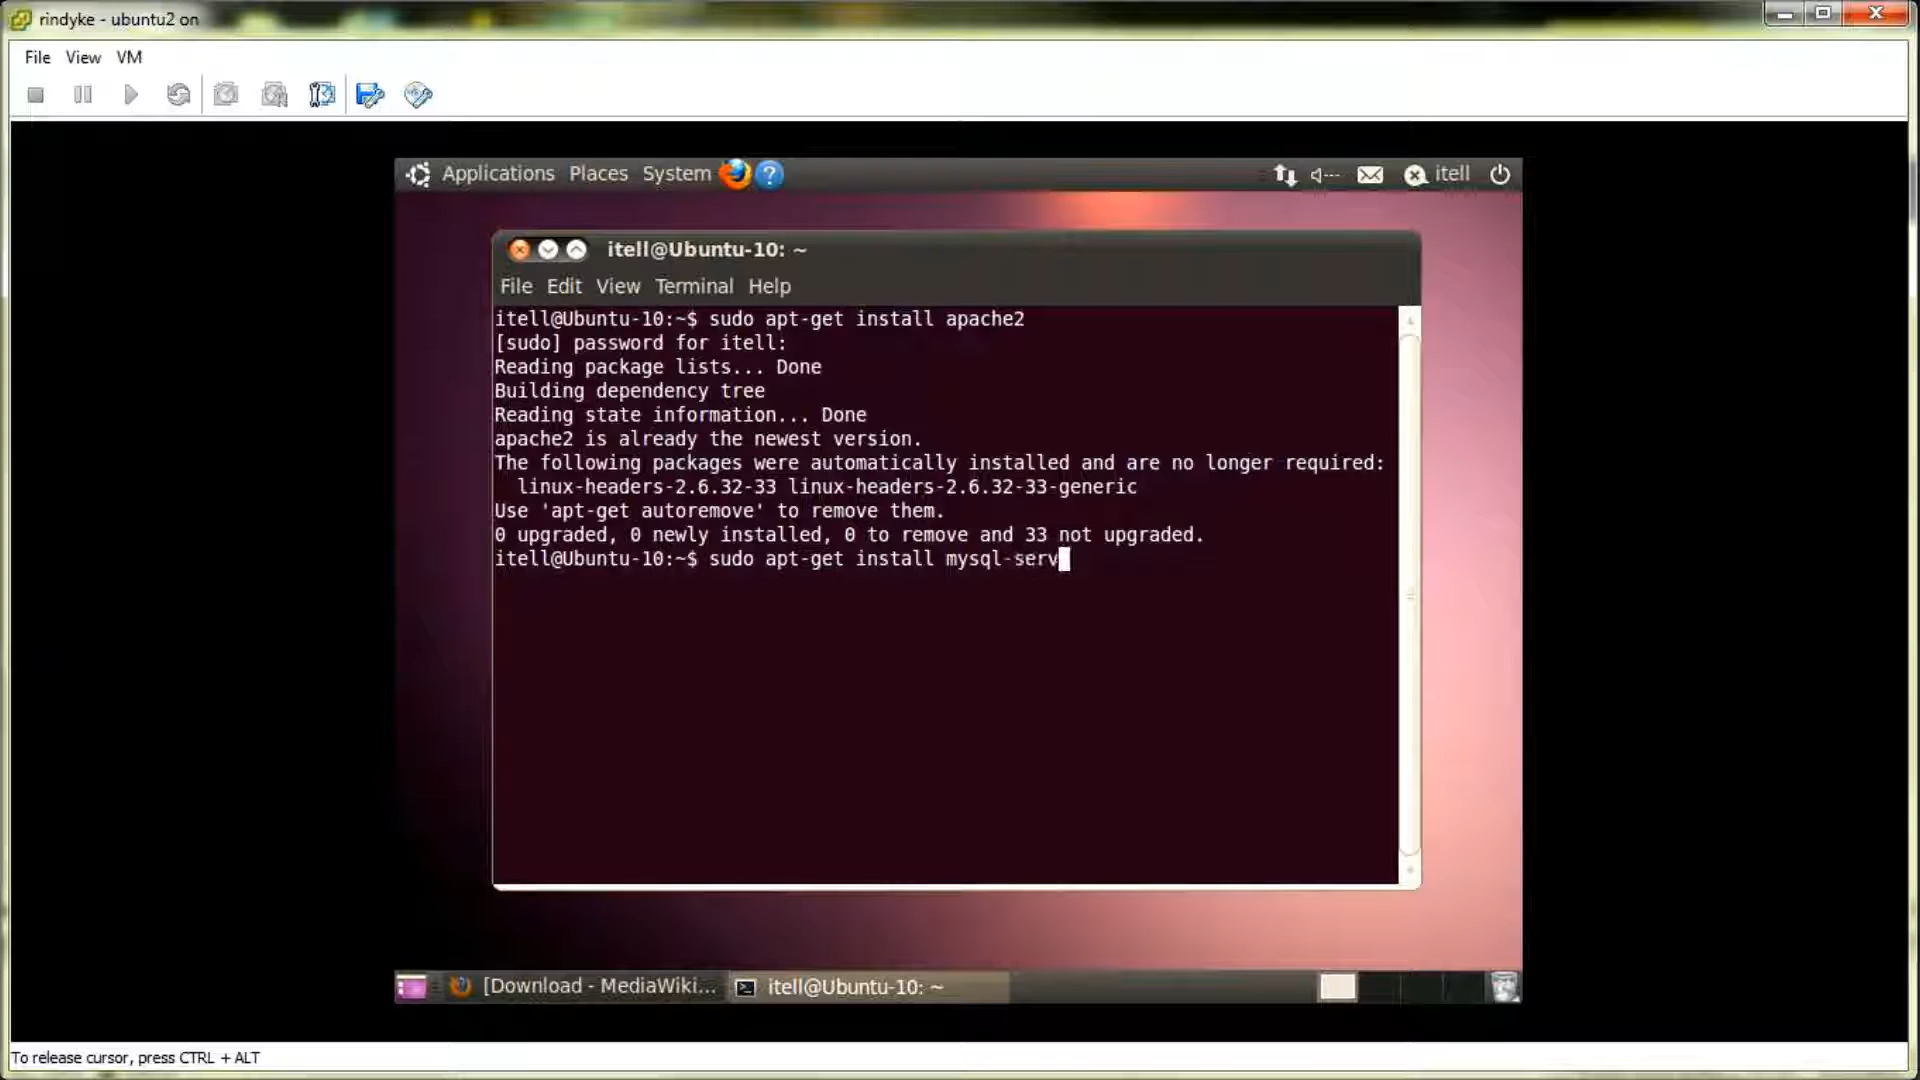 rindyke - ubuntu2 on
File View VM
Applications Places System itell
itell@Ubuntu-10: ~
File Edit View Terminal Help
itell@Ubuntu-10:~$ sudo apt-get install apache2
[sudo] password for itell:
Reading package lists... Done
Building dependency tree
Reading state information... Done
apache2 is already the newest version.
The following packages were automatically installed and are no longer required:
linux-headers-2.6.32-33 linux-headers-2.6.32-33-generic
Use 'apt-get autoremove' to remove them.
0 upgraded, 0 newly installed, 0 to remove and 33 not upgraded.
itell@Ubuntu-10:~$ sudo apt-get install mysql-serv
[Download - MediaWiki... itell@Ubuntu-10: ~
To release cursor, press CTRL + ALT